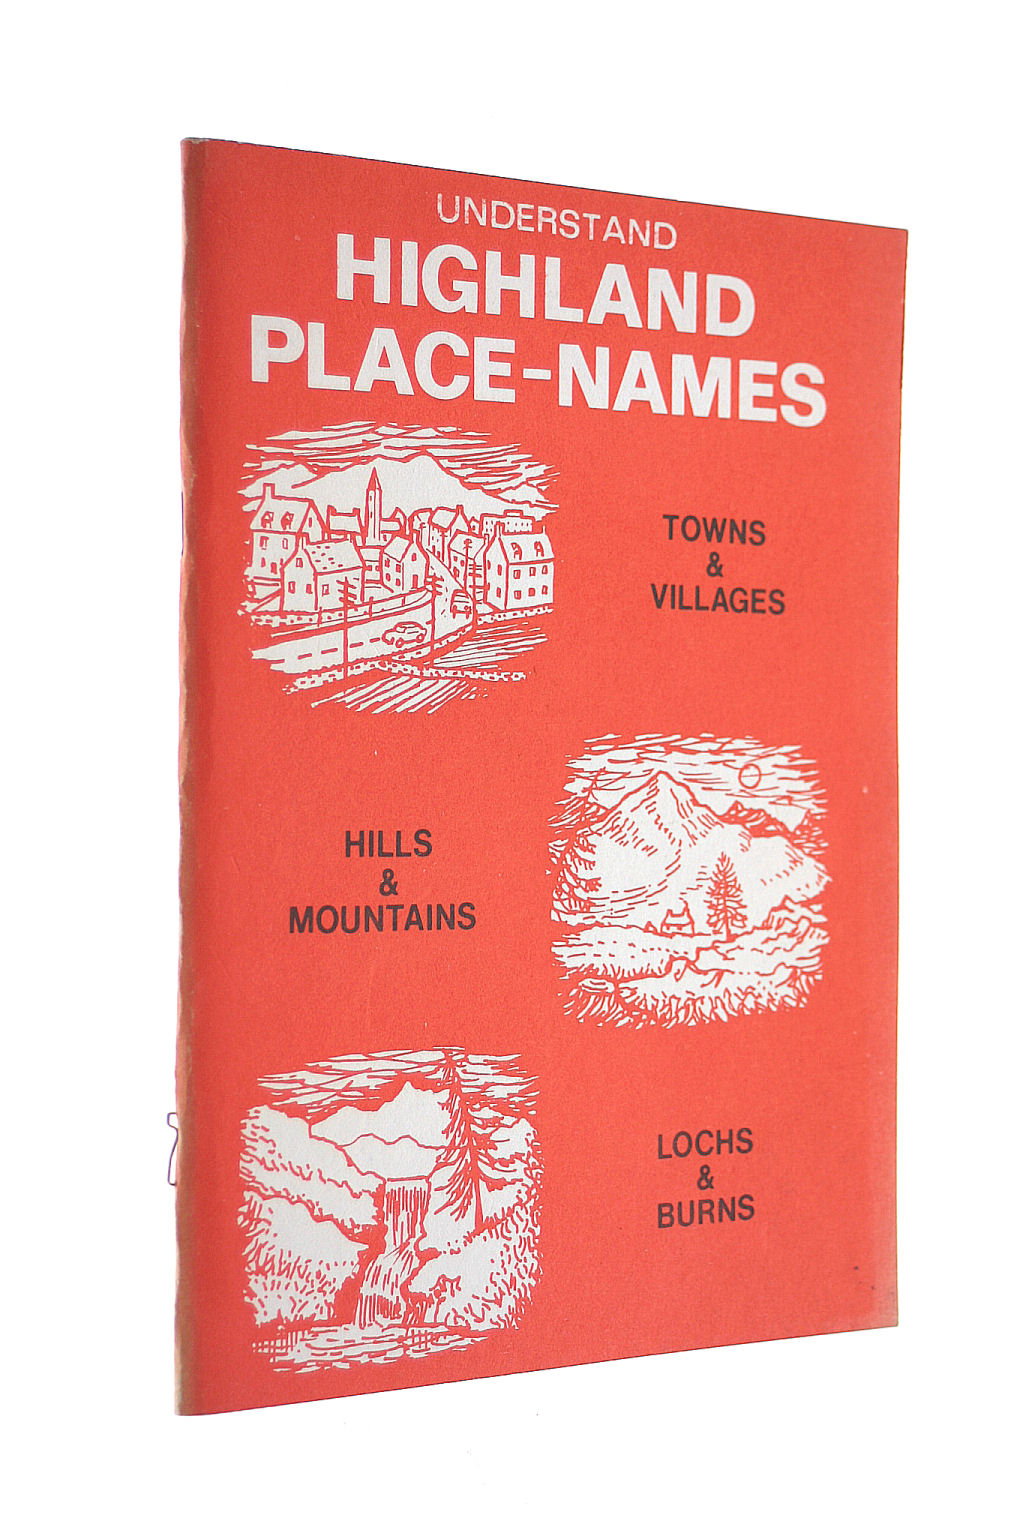 UNDERSTAND
HIGHLAND
PLACE-NAMES
TOWNS
&
VILLAGES
HILLS
&
MOUNTAINS
LOCHS
&
BURNS